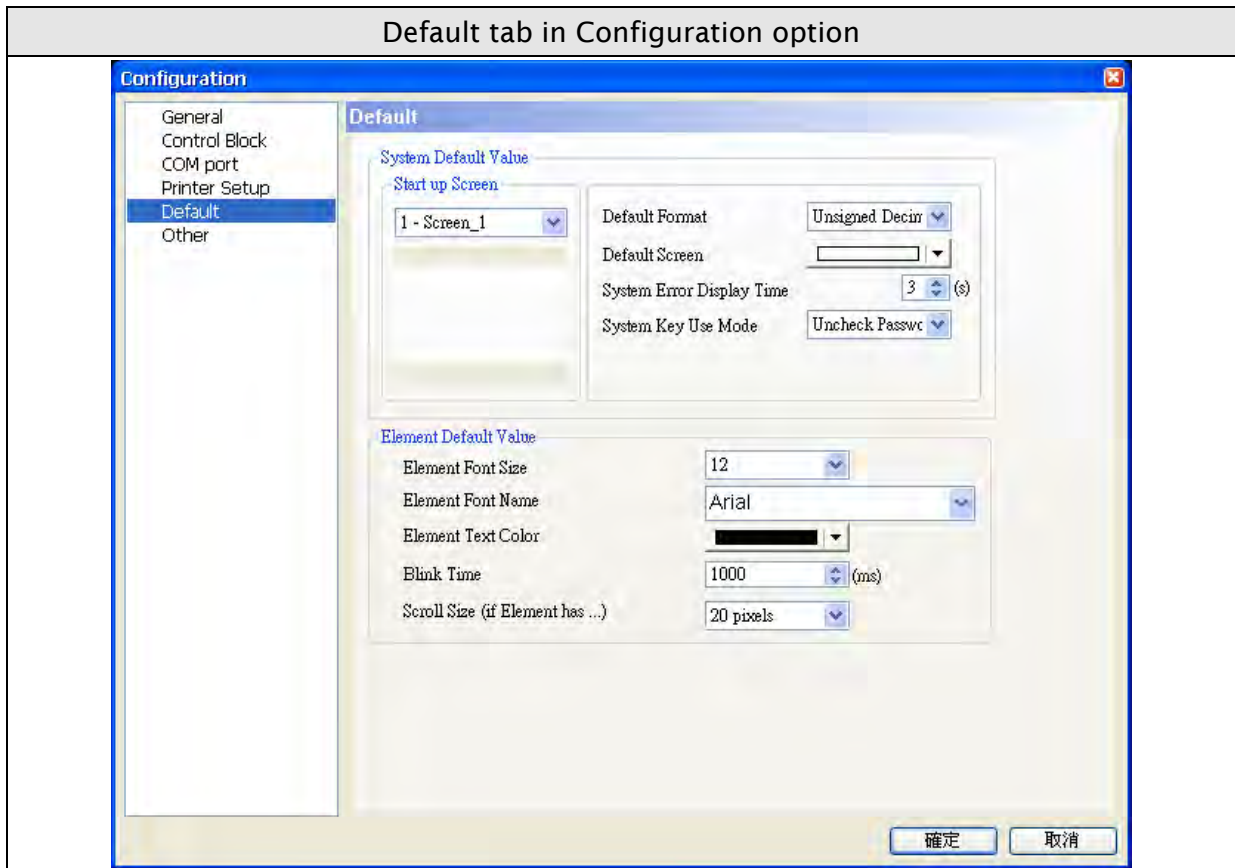 Default tab in Configuration option
Configuration
General
Control Block
COM port
Printer Setup
Default
Other
Default
System Default Value
Start up Screen
1 - Screen_1
Default Format Unsigned Decim
Default Screen
System Error Display Time 3 (s)
System Key Use Mode Uncheck Passwc
Element Default Value
Element Font Size 12
Element Font Name Arial
Element Text Color
Blink Time 1000 (ms)
Scroll Size (if Element has ...) 20 pixels
確定 取消